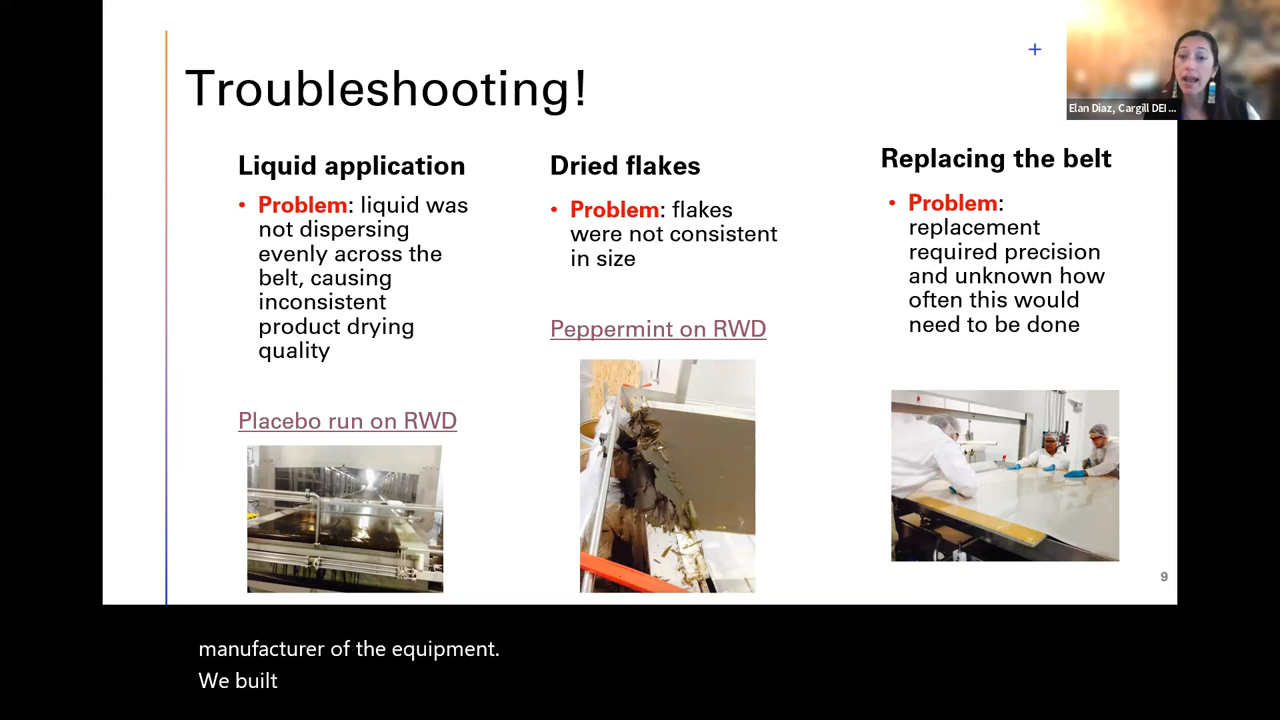 Troubleshooting!
Liquid application
• Problem: liquid was
not dispersing
evenly across the
belt, causing
inconsistent
product drying
quality
Placebo run on RWD
Dried flakes
• Problem: flakes
were not consistent
in size
Peppermint on RWD
Replacing the belt
• Problem:
replacement
required precision
and unknown how
often this would
need to be done
9
Elan Diaz, Cargill DEI ...
manufacturer of the equipment.
We built